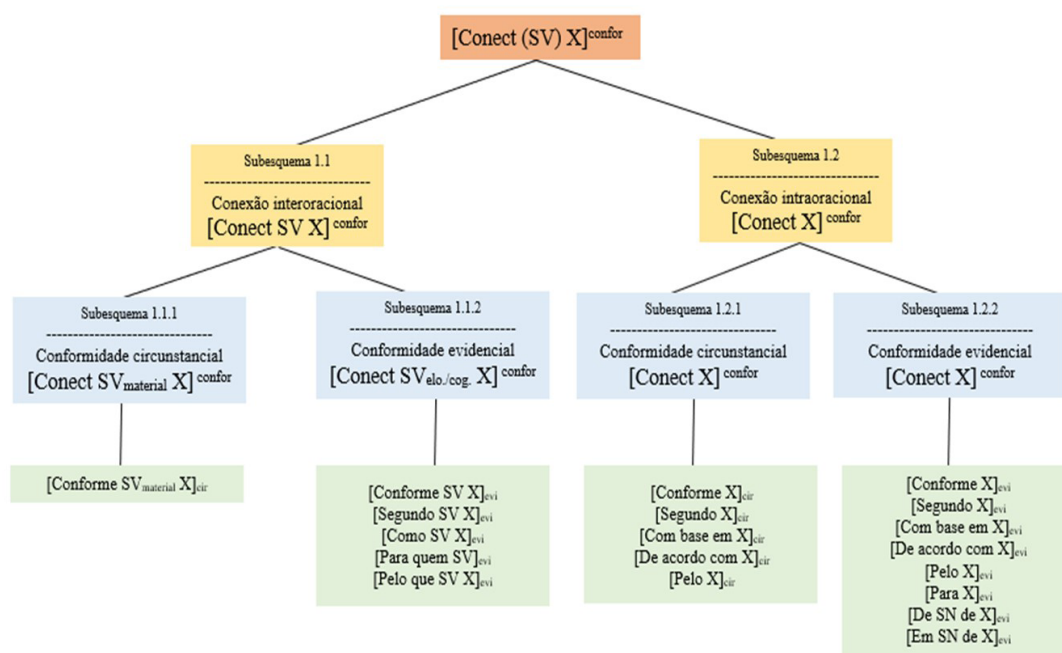 [Conect (SV) X]confor
Subesquema 1.1
--------------------------------
Conexão interoracional
[Conect SV X] confor
Subesquema 1.2
--------------------------------
Conexão intraoracional
[Conect X] confor
Subesquema 1.1.1
--------------------------------
Conformidade circunstancial
[Conect SVmaterial X] confor
Subesquema 1.1.2
--------------------------------
Conformidade evidencial
[Conect SVelo./cog. X] confor
Subesquema 1.2.1
--------------------------------
Conformidade circunstancial
[Conect X] confor
Subesquema 1.2.2
--------------------------------
Conformidade evidencial
[Conect X] confor
[Conforme SVmaterial X]cir
[Conforme SV X]evi
[Segundo SV X]evi
[Como SV X]evi
[Para quem SV]evi
[Pelo que SV X]evi
[Conforme X]cir
[Segundo X]cir
[Com base em X]cir
[De acordo com X]cir
[Pelo X]cir
[Conforme X]evi
[Segundo X]evi
[Com base em X]evi
[De acordo com X]evi
[Pelo X]evi
[Para X]evi
[De SN de X]evi
[Em SN de X]evi